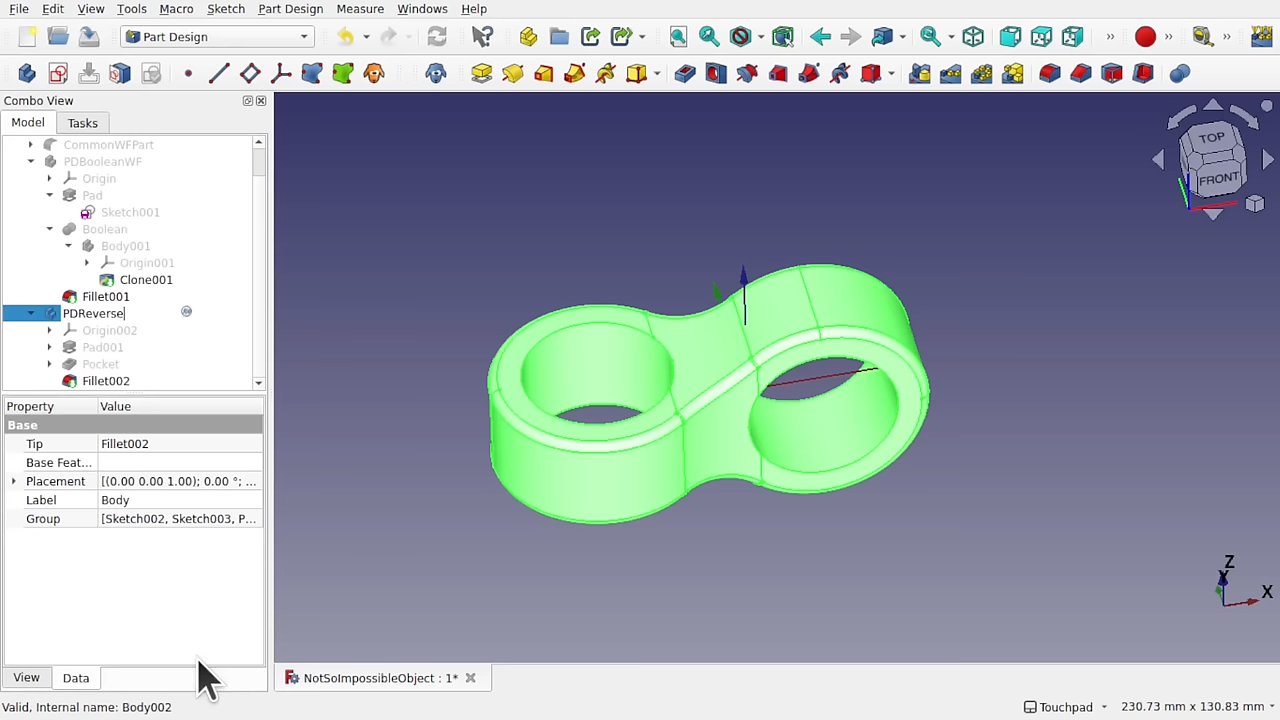 File Edit View Tools Macro Sketch Part Design Measure Windows Help
Part Design
Combo View
Model Tasks
CommonWFPart
PDBooleanWF
Origin
Pad
Sketch001
Boolean
Body001
Origin001
Clone001
Fillet001
PDReverse
Origin002
Pad001
Pocket
Fillet002
Property Value
Base
Tip Fillet002
Base Feat...
Placement [(0.00 0.00 1.00); 0.00 °; ...
Label Body
Group [Sketch002, Sketch003, P...
View Data
TOP
FRONT
Z
X
NotSoImpossibleObject : 1*
Valid, Internal name: Body002
Touchpad 230.73 mm x 130.83 mm